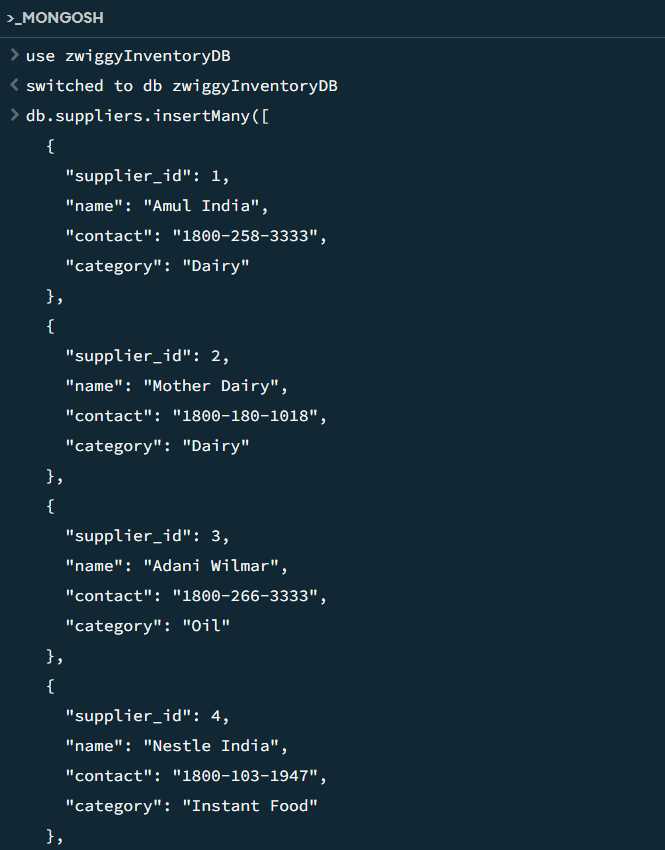 >_MONGOSH
> use zwiggyInventoryDB
< switched to db zwiggyInventoryDB
> db.suppliers.insertMany([
{
"supplier_id": 1,
"name": "Amul India",
"contact": "1800-258-3333",
"category": "Dairy"
},
{
"supplier_id": 2,
"name": "Mother Dairy",
"contact": "1800-180-1018",
"category": "Dairy"
},
{
"supplier_id": 3,
"name": "Adani Wilmar",
"contact": "1800-266-3333",
"category": "Oil"
},
{
"supplier_id": 4,
"name": "Nestle India",
"contact": "1800-103-1947",
"category": "Instant Food"
},